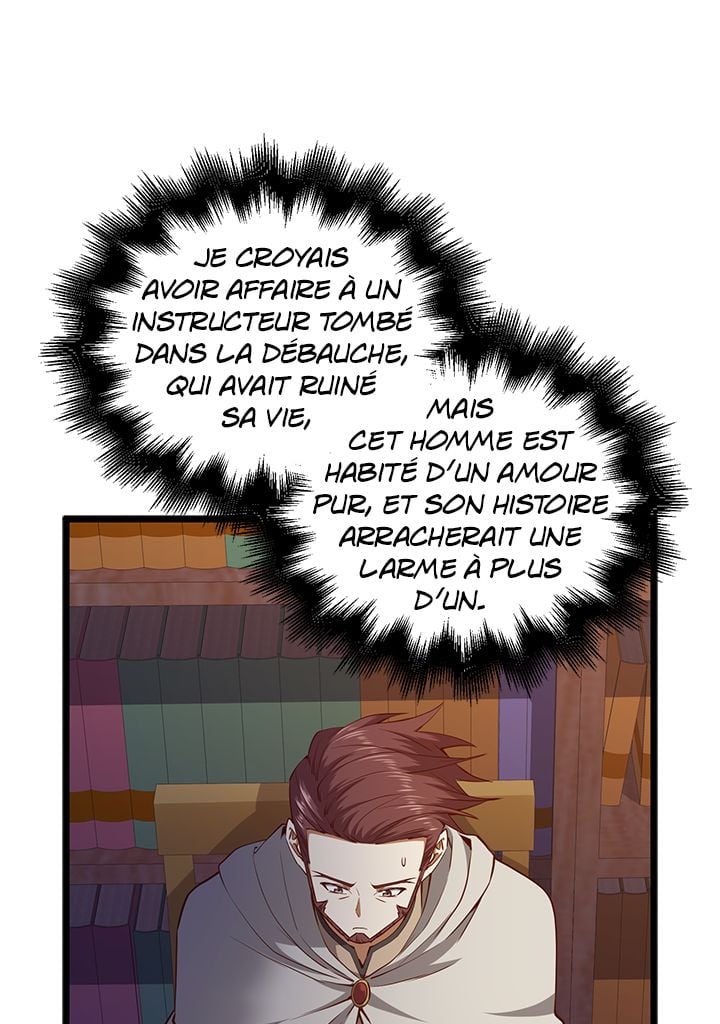 JE CROYAIS
AVOIR AFFAIRE À UN
INSTRUCTEUR TOMBÉ
DANS LA DÉBAUCHE,
QUI AVAIT RUINÉ
SA VIE,
MAIS
CET HOMME EST
HABITÉ D'UN AMOUR
PUR, ET SON HISTOIRE
ARRACHERAIT UNE
LARME À PLUS
D'UN.